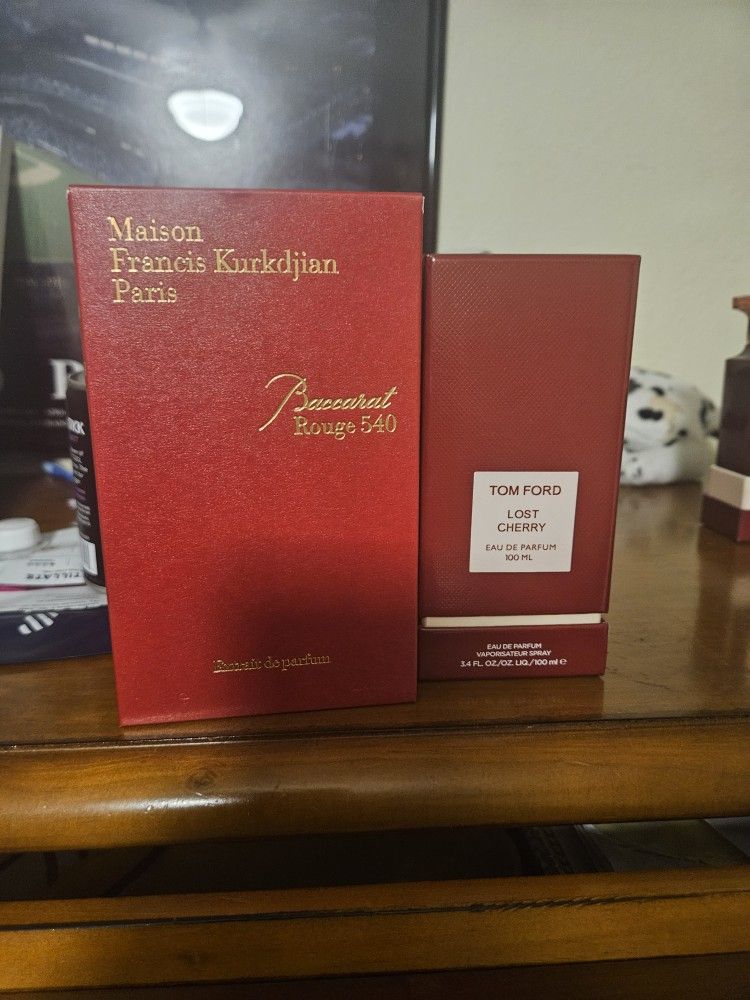 Maison
Francis Kurkdjian
Paris
Baccarat
Rouge 540
Extrait de parfum
TOM FORD
LOST
CHERRY
EAU DE PARFUM
100 ML
EAU DE PARFUM
VAPORISATEUR SPRAY
3.4 FL. OZ./OZ. LIQ./100 ml ℮